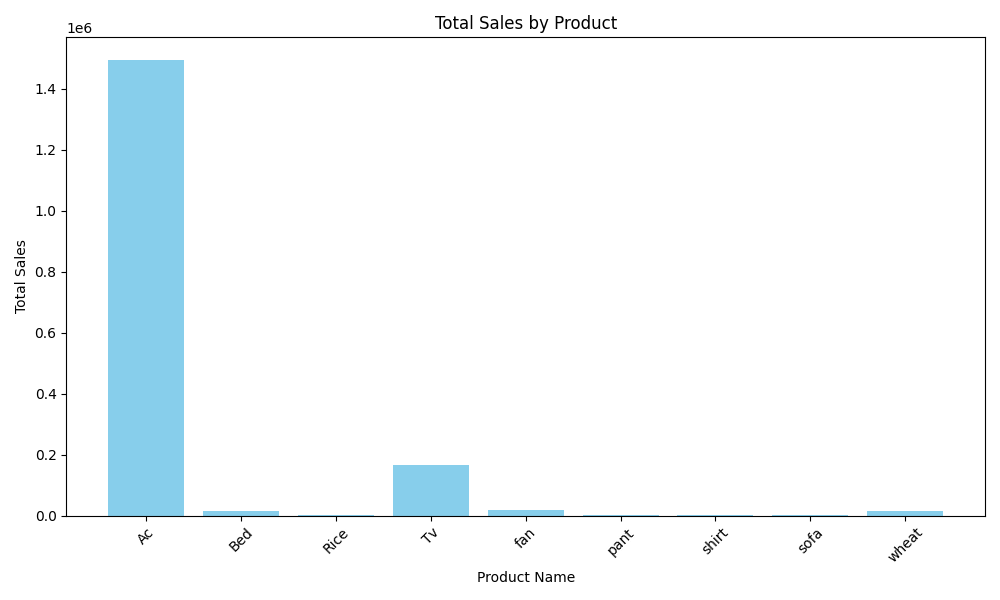 Total Sales by Product
1e6
1.4
1.2
1.0
0.8
0.6
0.4
0.2
0.0
Total Sales
Ac
Bed
Rice
Tv
fan
pant
shirt
sofa
wheat
Product Name